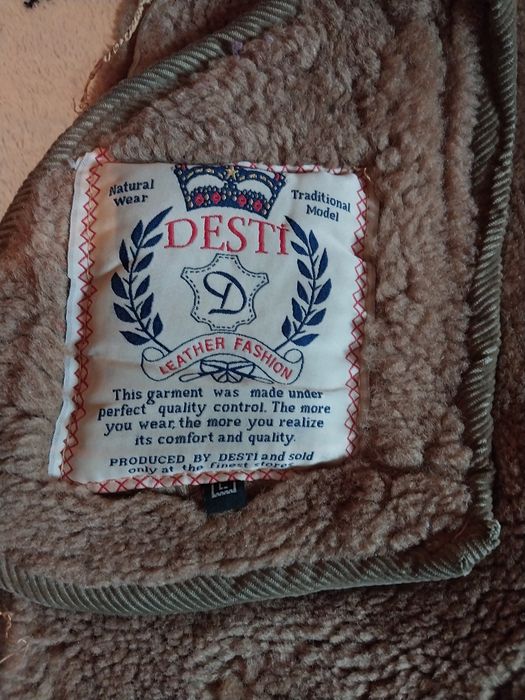 Natural
Wear
Traditional
Model
DESTİ
D
LEATHER FASHION
This garment was made under
perfect quality control. The more
you wear, the more you realize
its comfort and quality.
PRODUCED BY DESTI and sold
only at the finest stores